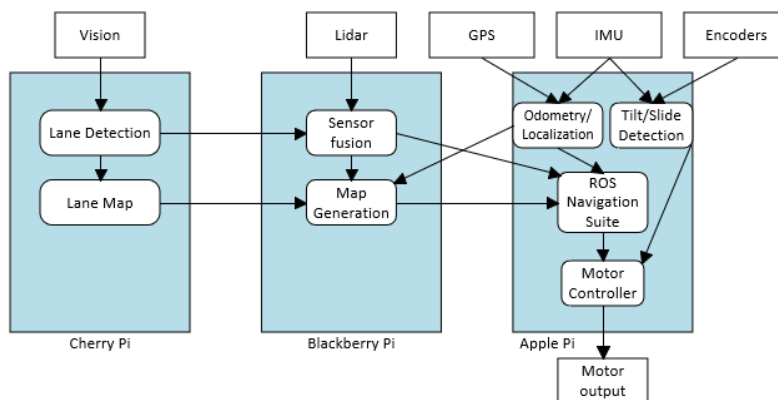 Vision
Lidar
GPS
IMU
Encoders
Lane Detection
Sensor
fusion
Odometry/
Localization
Tilt/Slide
Detection
Lane Map
Map
Generation
ROS
Navigation
Suite
Motor
Controller
Cherry Pi
Blackberry Pi
Apple Pi
Motor
output